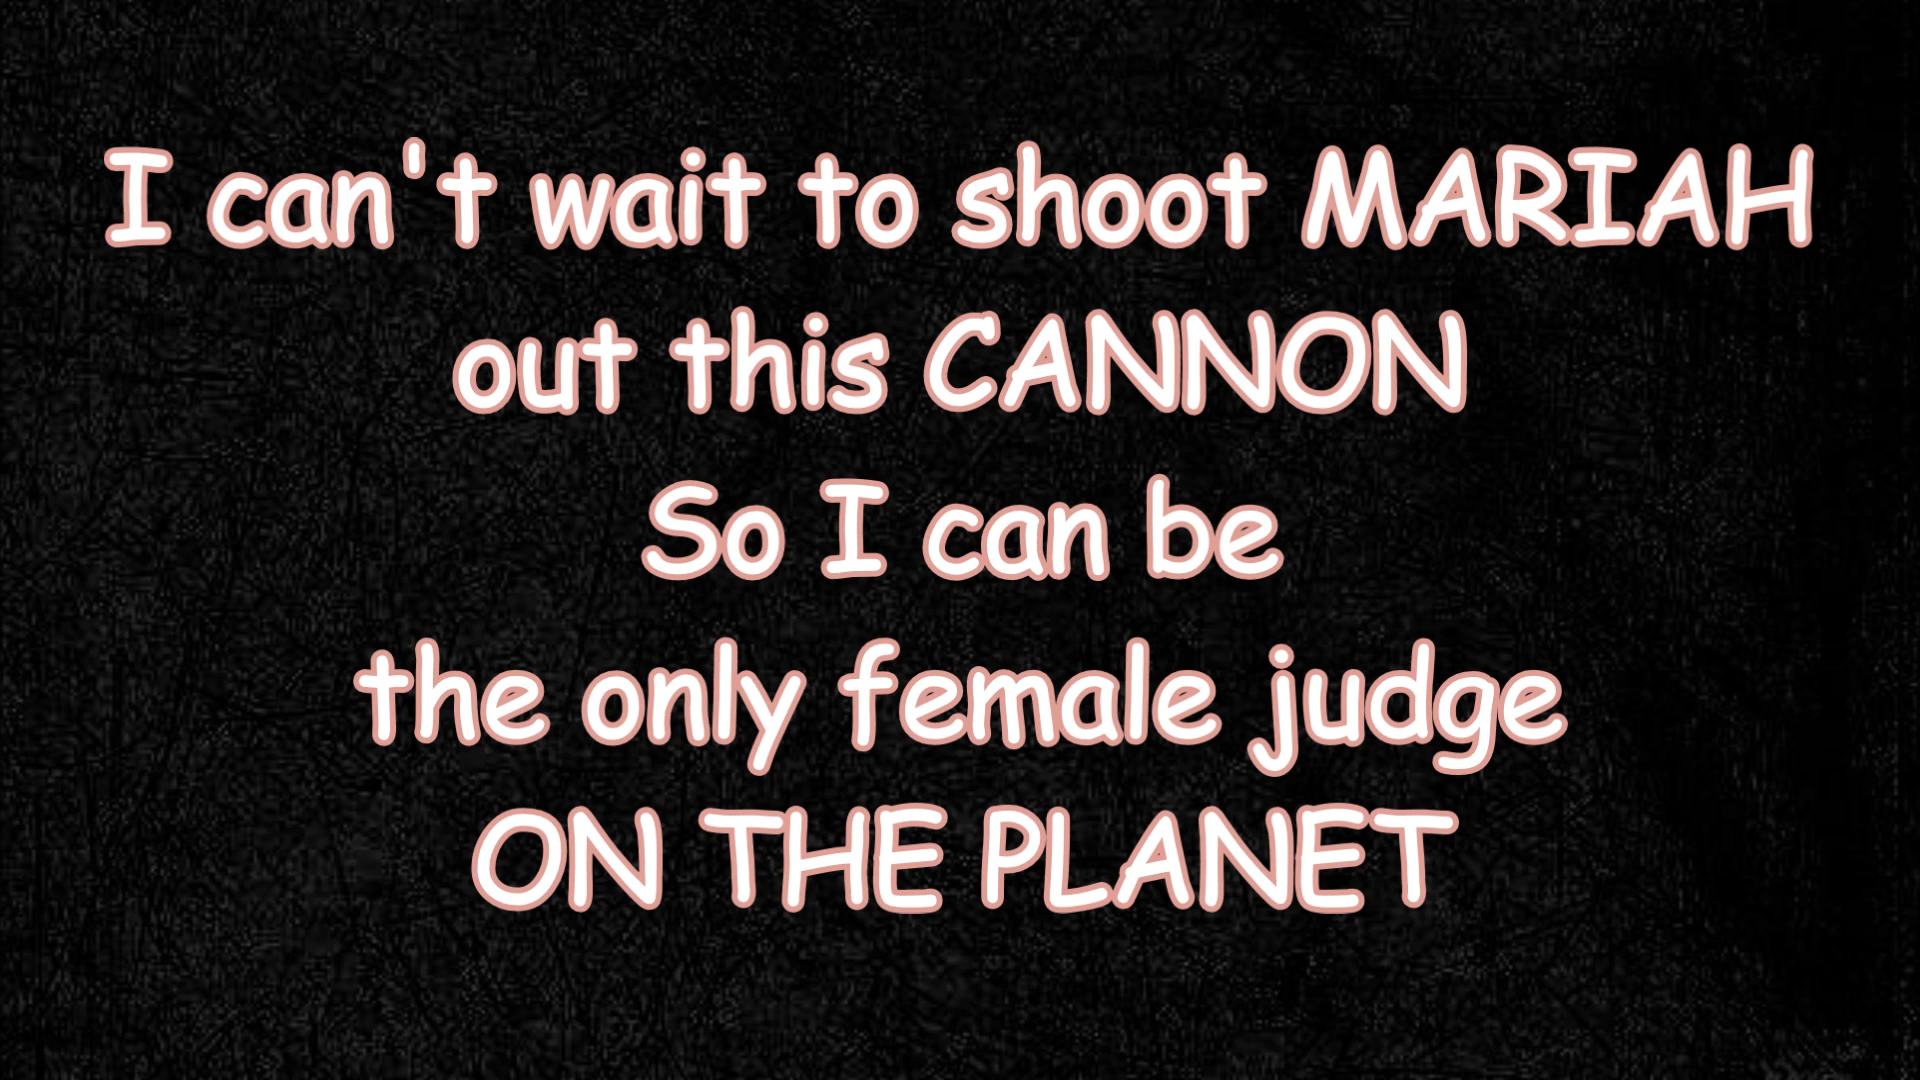 I can't wait to shoot MARIAH
out this CANNON
So I can be
the only female judge
ON THE PLANET